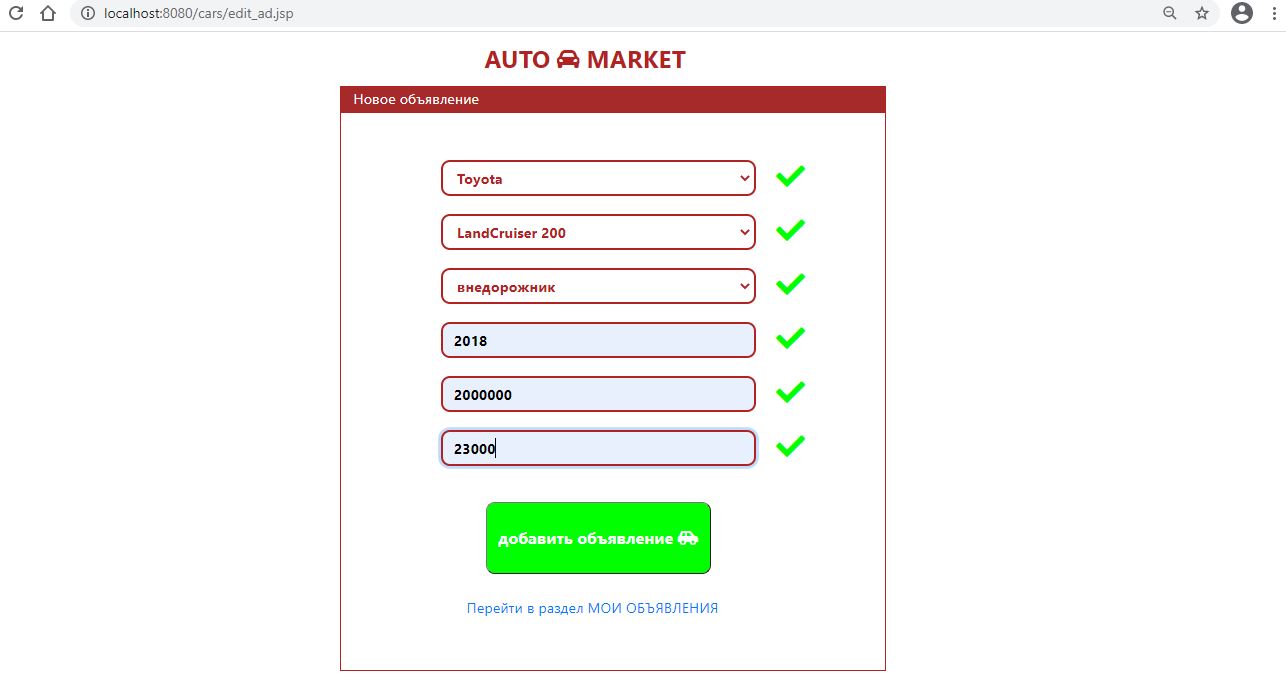 localhost:8080/cars/edit_ad.jsp
AUTO MARKET
Новое объявление
Toyota
LandCruiser 200
внедорожник
2018
2000000
23000
добавить объявление
Перейти в раздел МОИ ОБЪЯВЛЕНИЯ